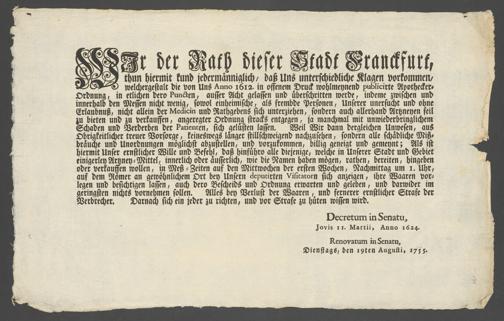 WIr der Rath dieser Stadt Franckfurt,
thun hiermit kund jedermänniglich, daß Uns unterschiedliche Klagen vorkommen,
welchergestalt die von Uns Anno 1612. in offenen Druck wohlmeynend publicirte Apothecker-
Ordnung, in etlichen dero Puncten, ausser Acht gelassen und überschritten werde, indeme zwischen und
innerhalb den Messen nicht wenig, sowol einheimische, als frembde Personen, Unserer unersucht und ohne
Erlaubnuß, nicht allein der Medicin und Rathgebens sich unterziehen, sondern auch allerhand Artzneyen feil
zu bieten und zu verkauffen, angeregter Ordnung stracks entgegen, ja manchmal mit unwiederbringlichem
Schaden und Verderben der Patienten, sich gelüsten lassen. Weil Wir dann dergleichen Unwesen, aus
Obrigkeitlicher treuer Vorsorge, keineswegs länger stillschweigend nachzusehen, sondern alle schädliche Miß-
bräuche und Unordnungen möglichst abzustellen, und vorzukommen, billig geneigt und gemeynt; Als ist
hiermit Unser ernstlicher Wille und Befehl, daß hinführo alle diejenige, welche in Unserer Stadt und Gebiet
einigerley Artzney-Mittel, innerlich oder äusserlich, wie die Namen haben mögen, rathen, bereiten, hingeben
oder verkauffen wollen, in Meß-Zeiten auf den Mittwochen der ersten Wochen, Nachmittag um 1. Uhr,
auf dem Römer an gewöhnlichem Ort bey Unsern deputirten Visitatorn sich anzeigen, ihre Waaren vor-
legen und besichtigen lassen, auch dero Bescheids und Ordnung erwarten und geleben, und darwider im
geringsten nichts vornehmen sollen. Alles bey Verlust der Waaren, und fernerer ernstlicher Strafe der
Verbrecher. Darnach sich ein jeder zu richten, und vor Strafe zu hüten wissen wird.
Decretum in Senatu,
Jovis 11. Martii, Anno 1624.
Renovatum in Senatu,
Dienstags, den 19ten Augusti, 1755.